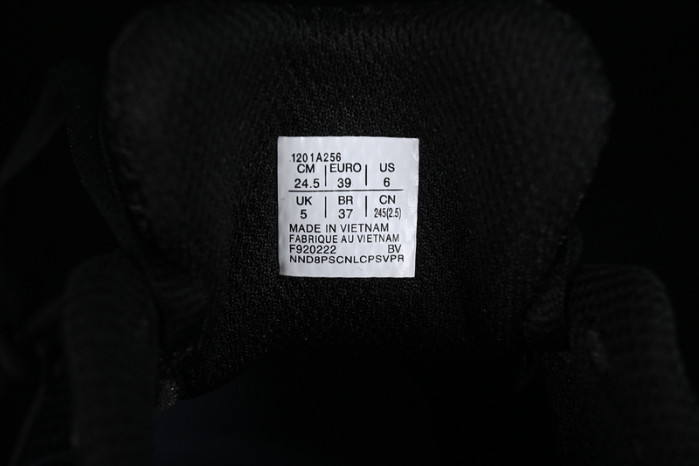 1201A256
CM | EURO | US
24.5 | 39 | 6
UK | BR | CN
5 | 37 | 245(2.5)
MADE IN VIETNAM
FABRIQUE AU VIETNAM
F920222 BV
NND8PSCNLCPSVPR